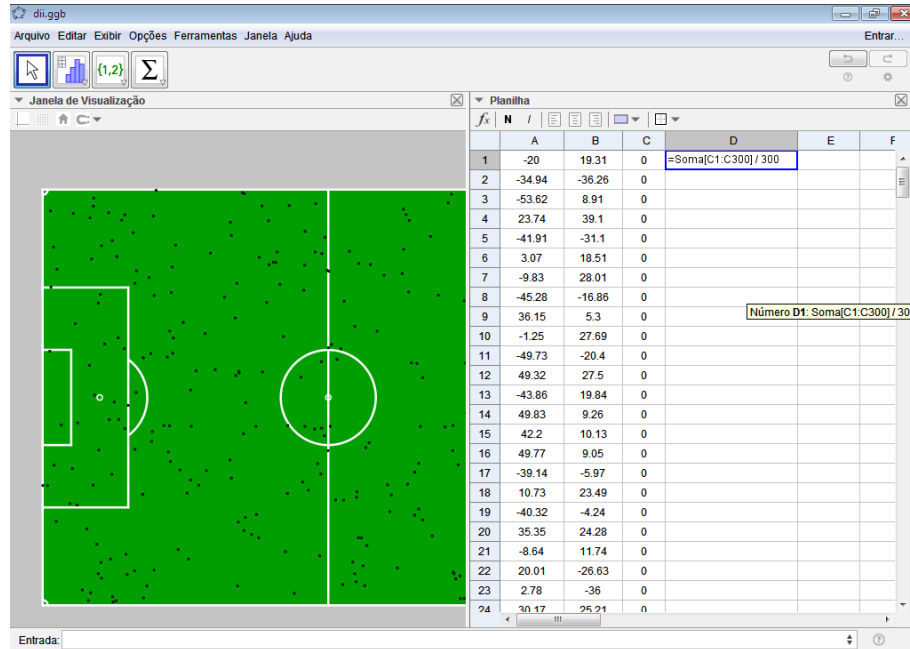 dii.ggb
Arquivo Editar Exibir Opções Ferramentas Janela Ajuda Entrar...
{1,2} Σ
Janela de Visualização
Planilha
fx N I
A B C D E F
1 -20 19.31 0 =Soma[C1:C300] / 300
2 -34.94 -36.26 0
3 -53.62 8.91 0
4 23.74 39.1 0
5 -41.91 -31.1 0
6 3.07 18.51 0
7 -9.83 28.01 0
8 -45.28 -16.86 0
Número D1: Soma[C1:C300] / 30
9 36.15 5.3 0
10 -1.25 27.69 0
11 -49.73 -20.4 0
12 49.32 27.5 0
13 -43.86 19.84 0
14 49.83 9.26 0
15 42.2 10.13 0
16 49.77 9.05 0
17 -39.14 -5.97 0
18 10.73 23.49 0
19 -40.32 -4.24 0
20 35.35 24.28 0
21 -8.64 11.74 0
22 20.01 -26.63 0
23 2.78 -36 0
24 30.17 25.21 0
Entrada: